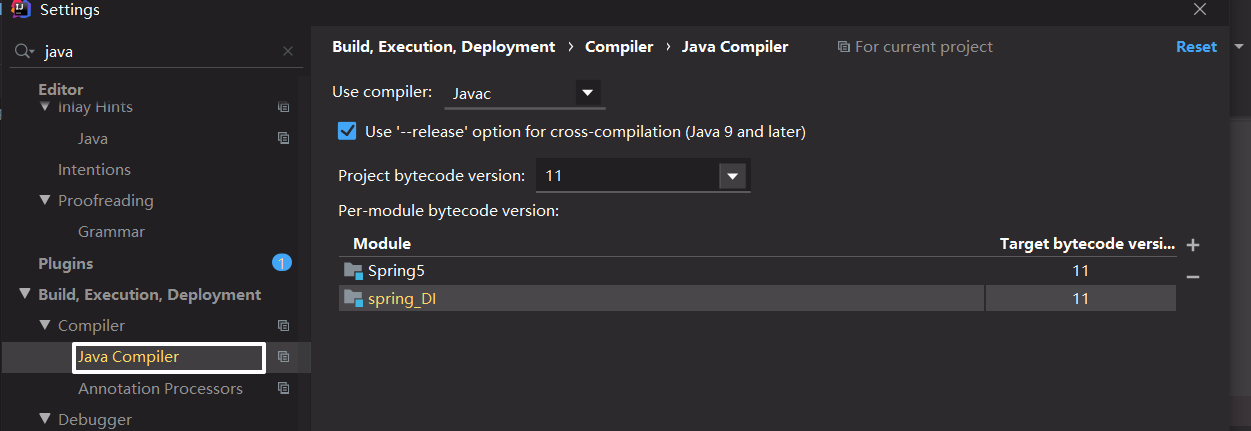 Settings
java
Editor
Inlay Hints
Java
Intentions
Proofreading
Grammar
Plugins 1
Build, Execution, Deployment
Compiler
Java Compiler
Annotation Processors
Debugger
Build, Execution, Deployment › Compiler › Java Compiler For current project Reset
Use compiler: Javac
Use '--release' option for cross-compilation (Java 9 and later)
Project bytecode version: 11
Per-module bytecode version:
Module Target bytecode versi...
Spring5 11
spring_DI 11